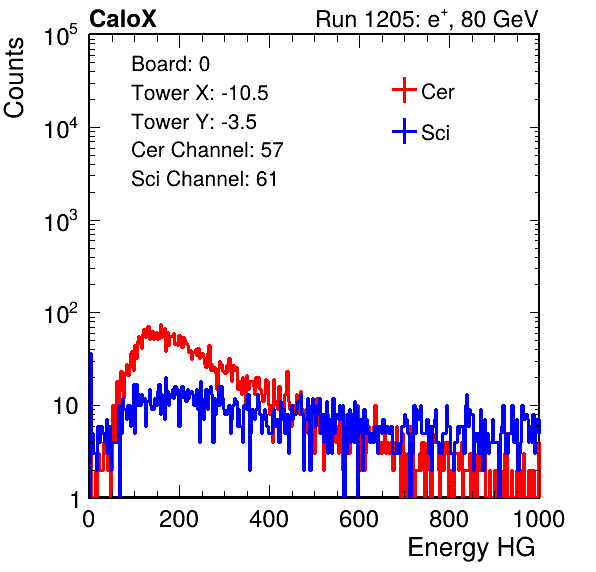 CaloX Run 1205: e⁺, 80 GeV
Counts
10⁵
10⁴
10³
10²
10
1
Board: 0
Tower X: -10.5
Tower Y: -3.5
Cer Channel: 57
Sci Channel: 61
Cer
Sci
0 200 400 600 800 1000
Energy HG